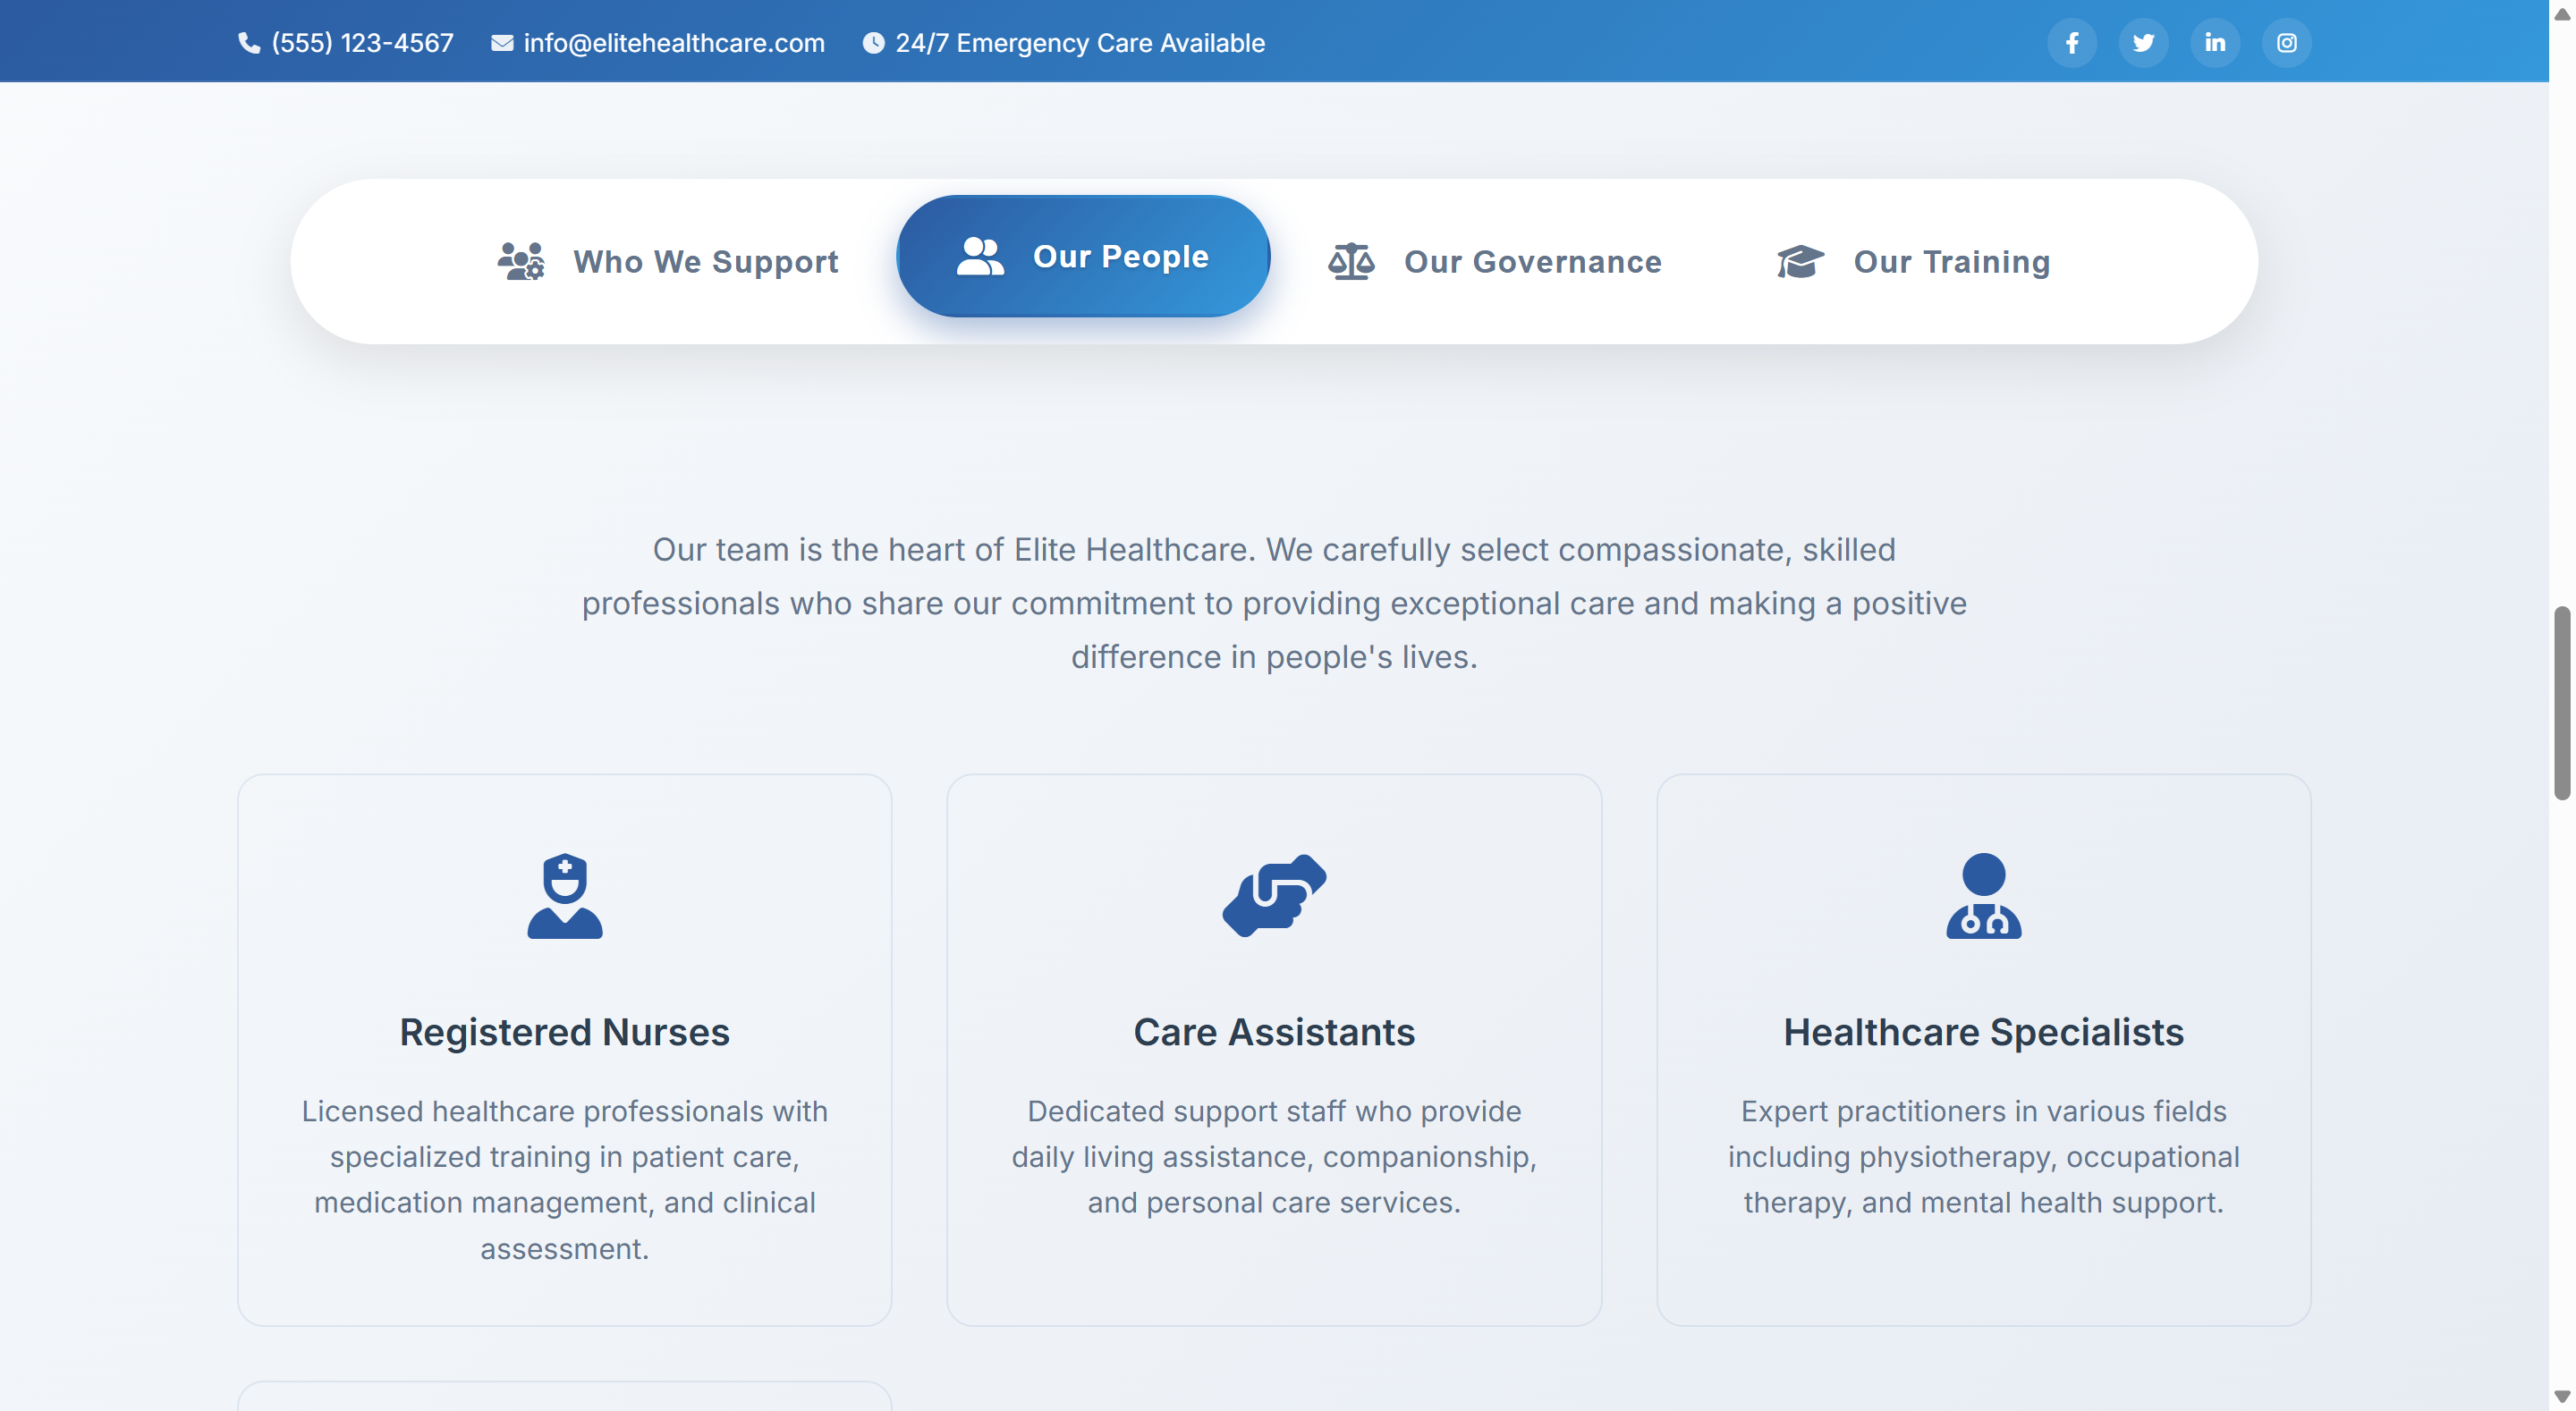 (555) 123-4567 info@elitehealthcare.com 24/7 Emergency Care Available
Who We Support Our People Our Governance Our Training
Our team is the heart of Elite Healthcare. We carefully select compassionate, skilled
professionals who share our commitment to providing exceptional care and making a positive
difference in people's lives.
Registered Nurses
Licensed healthcare professionals with
specialized training in patient care,
medication management, and clinical
assessment.
Care Assistants
Dedicated support staff who provide
daily living assistance, companionship,
and personal care services.
Healthcare Specialists
Expert practitioners in various fields
including physiotherapy, occupational
therapy, and mental health support.